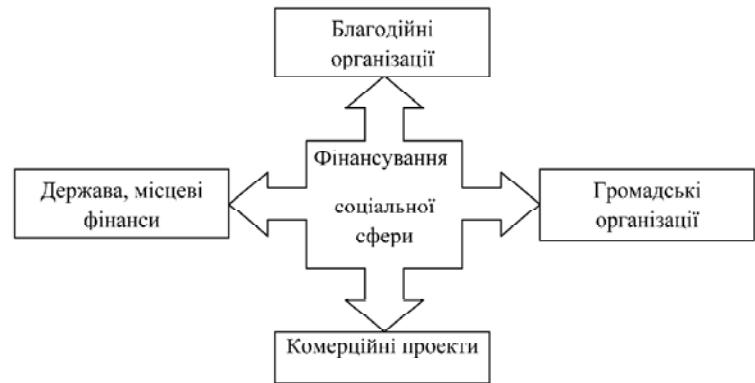 Благодійні
організації
Фінансування
Держава, місцеві
фінанси
соціальної
сфери
Громадські
організації
Комерційні проекти